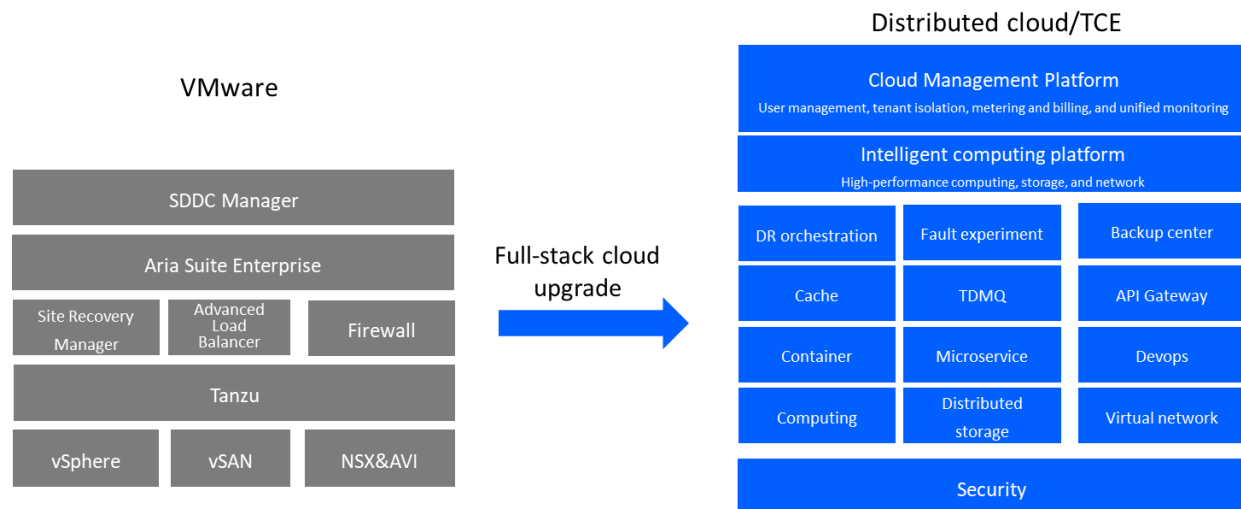 Distributed cloud/TCE
VMware
Cloud Management Platform
User management, tenant isolation, metering and billing, and unified monitoring
Intelligent computing platform
High-performance computing, storage, and network
SDDC Manager
Aria Suite Enterprise
Site Recovery
Manager
Advanced
Load
Balancer
Firewall
Tanzu
vSphere
vSAN
NSX&AVI
Full-stack cloud
upgrade
DR orchestration
Fault experiment
Backup center
Cache
TDMQ
API Gateway
Container
Microservice
Devops
Computing
Distributed
storage
Virtual network
Security